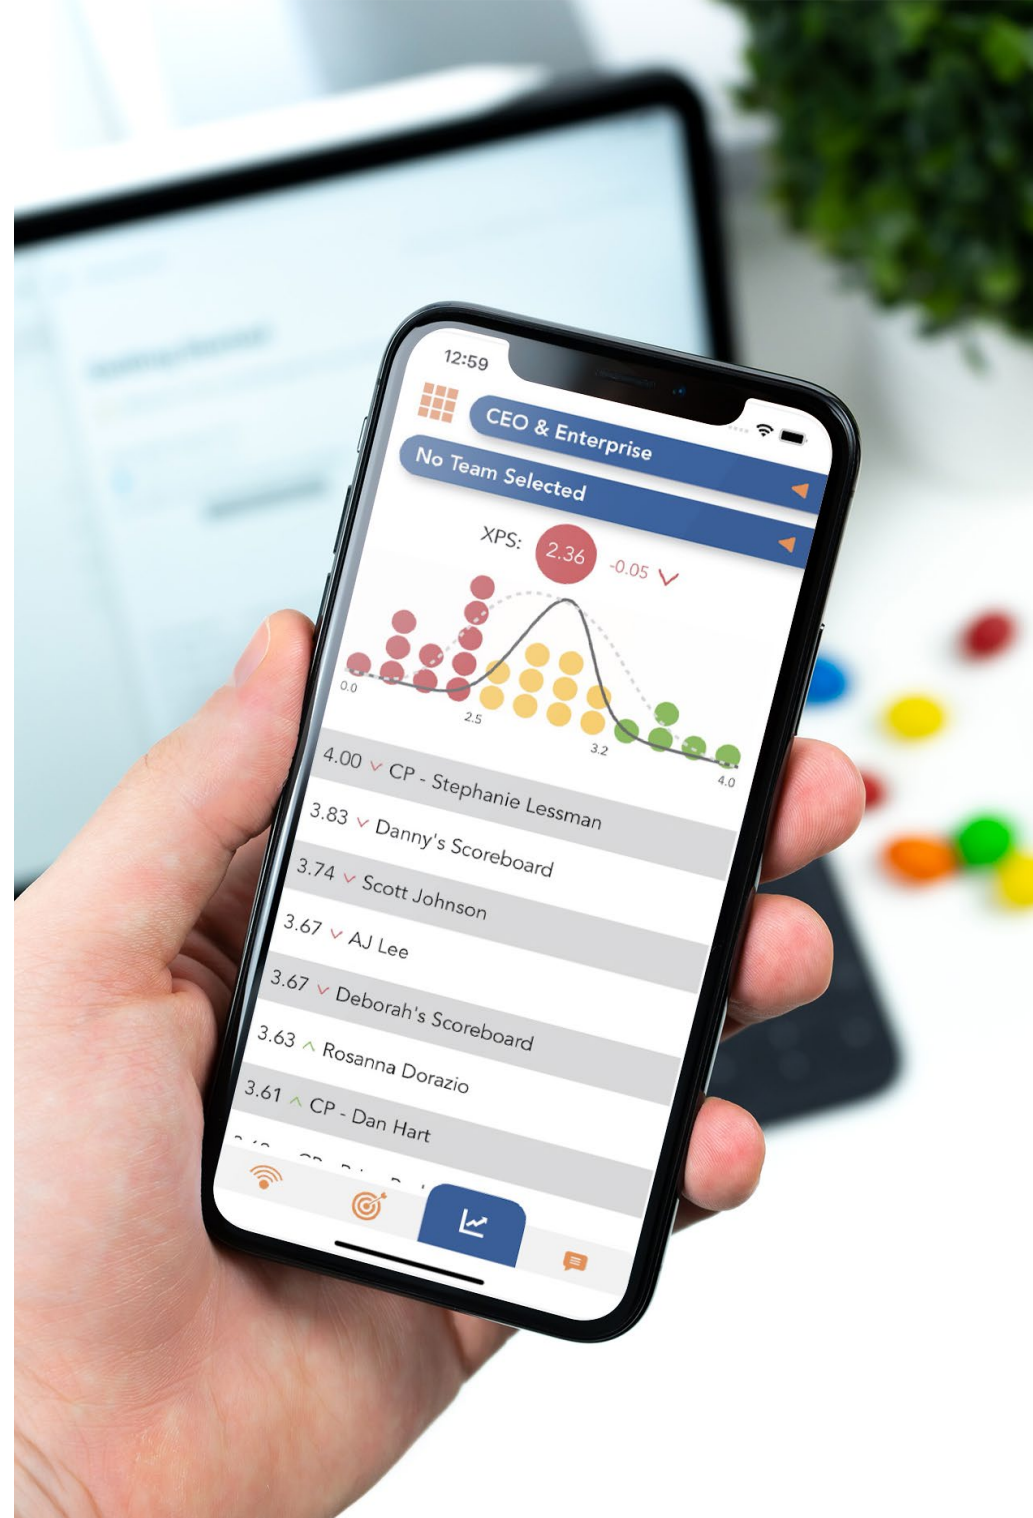 12:59
CEO & Enterprise
No Team Selected
XPS: 2.36 -0.05
0.0
2.5
3.2
4.0
4.00 CP - Stephanie Lessman
3.83 Danny's Scoreboard
3.74 Scott Johnson
3.67 AJ Lee
3.67 Deborah's Scoreboard
3.63 Rosanna Dorazio
3.61 CP - Dan Hart